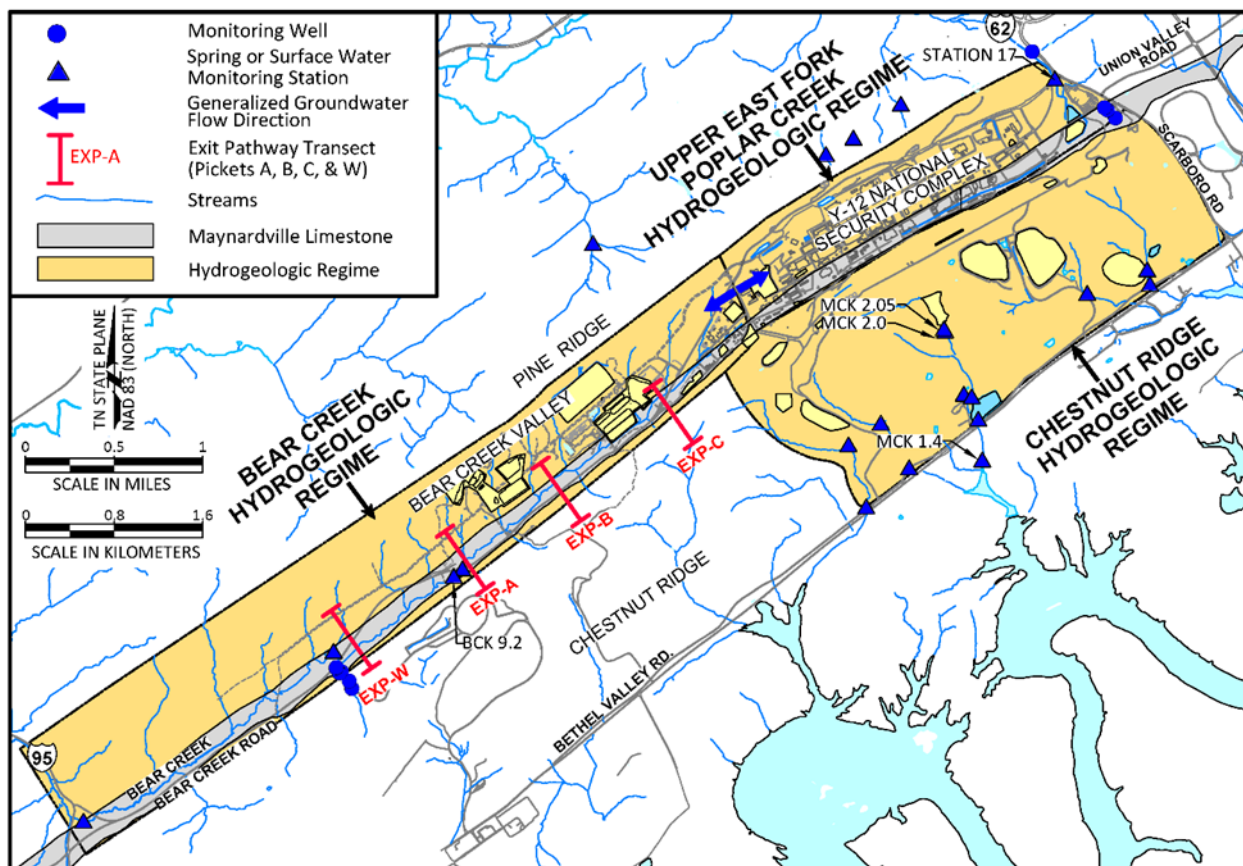 Monitoring Well
Spring or Surface Water
Monitoring Station
Generalized Groundwater
Flow Direction
EXP-A
Exit Pathway Transect
(Pickets A, B, C, & W)
Streams
Maynardville Limestone
Hydrogeologic Regime
TN STATE PLANE
NAD 83 (NORTH)
0 0.5 1
SCALE IN MILES
0 0.8 1.6
SCALE IN KILOMETERS
62
STATION 17
UNION VALLEY
ROAD
SCARBORO RD
UPPER EAST FORK
POPLAR CREEK
HYDROGEOLOGIC REGIME
Y-12 NATIONAL
SECURITY COMPLEX
PINE RIDGE
MCK 2.05
MCK 2.0
MCK 1.4
CHESTNUT RIDGE
HYDROGEOLOGIC
REGIME
BEAR CREEK
HYDROGEOLOGIC
REGIME
BEAR CREEK VALLEY
EXP-C
EXP-B
EXP-A
EXP-W
BCK 9.2
CHESTNUT RIDGE
BETHEL VALLEY RD.
95
BEAR CREEK
BEAR CREEK ROAD